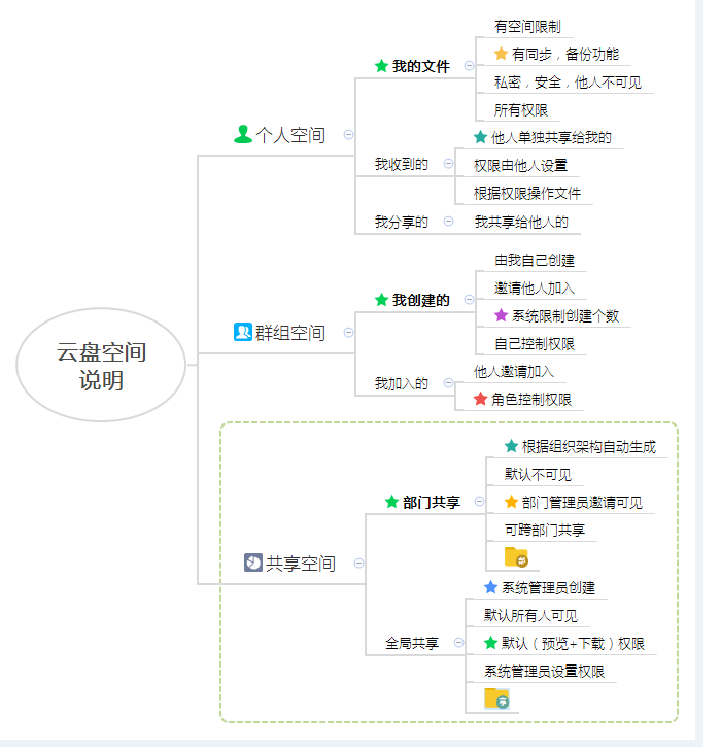 云盘空间
说明
个人空间
我的文件
有空间限制
有同步，备份功能
私密，安全，他人不可见
所有权限
我收到的
他人单独共享给我的
权限由他人设置
根据权限操作文件
我分享的
我共享给他人的
群组空间
我创建的
由我自己创建
邀请他人加入
系统限制创建个数
自己控制权限
我加入的
他人邀请加入
角色控制权限
共享空间
部门共享
根据组织架构自动生成
默认不可见
部门管理员邀请可见
可跨部门共享
部
全局共享
系统管理员创建
默认所有人可见
默认（预览+下载）权限
系统管理员设置权限
享